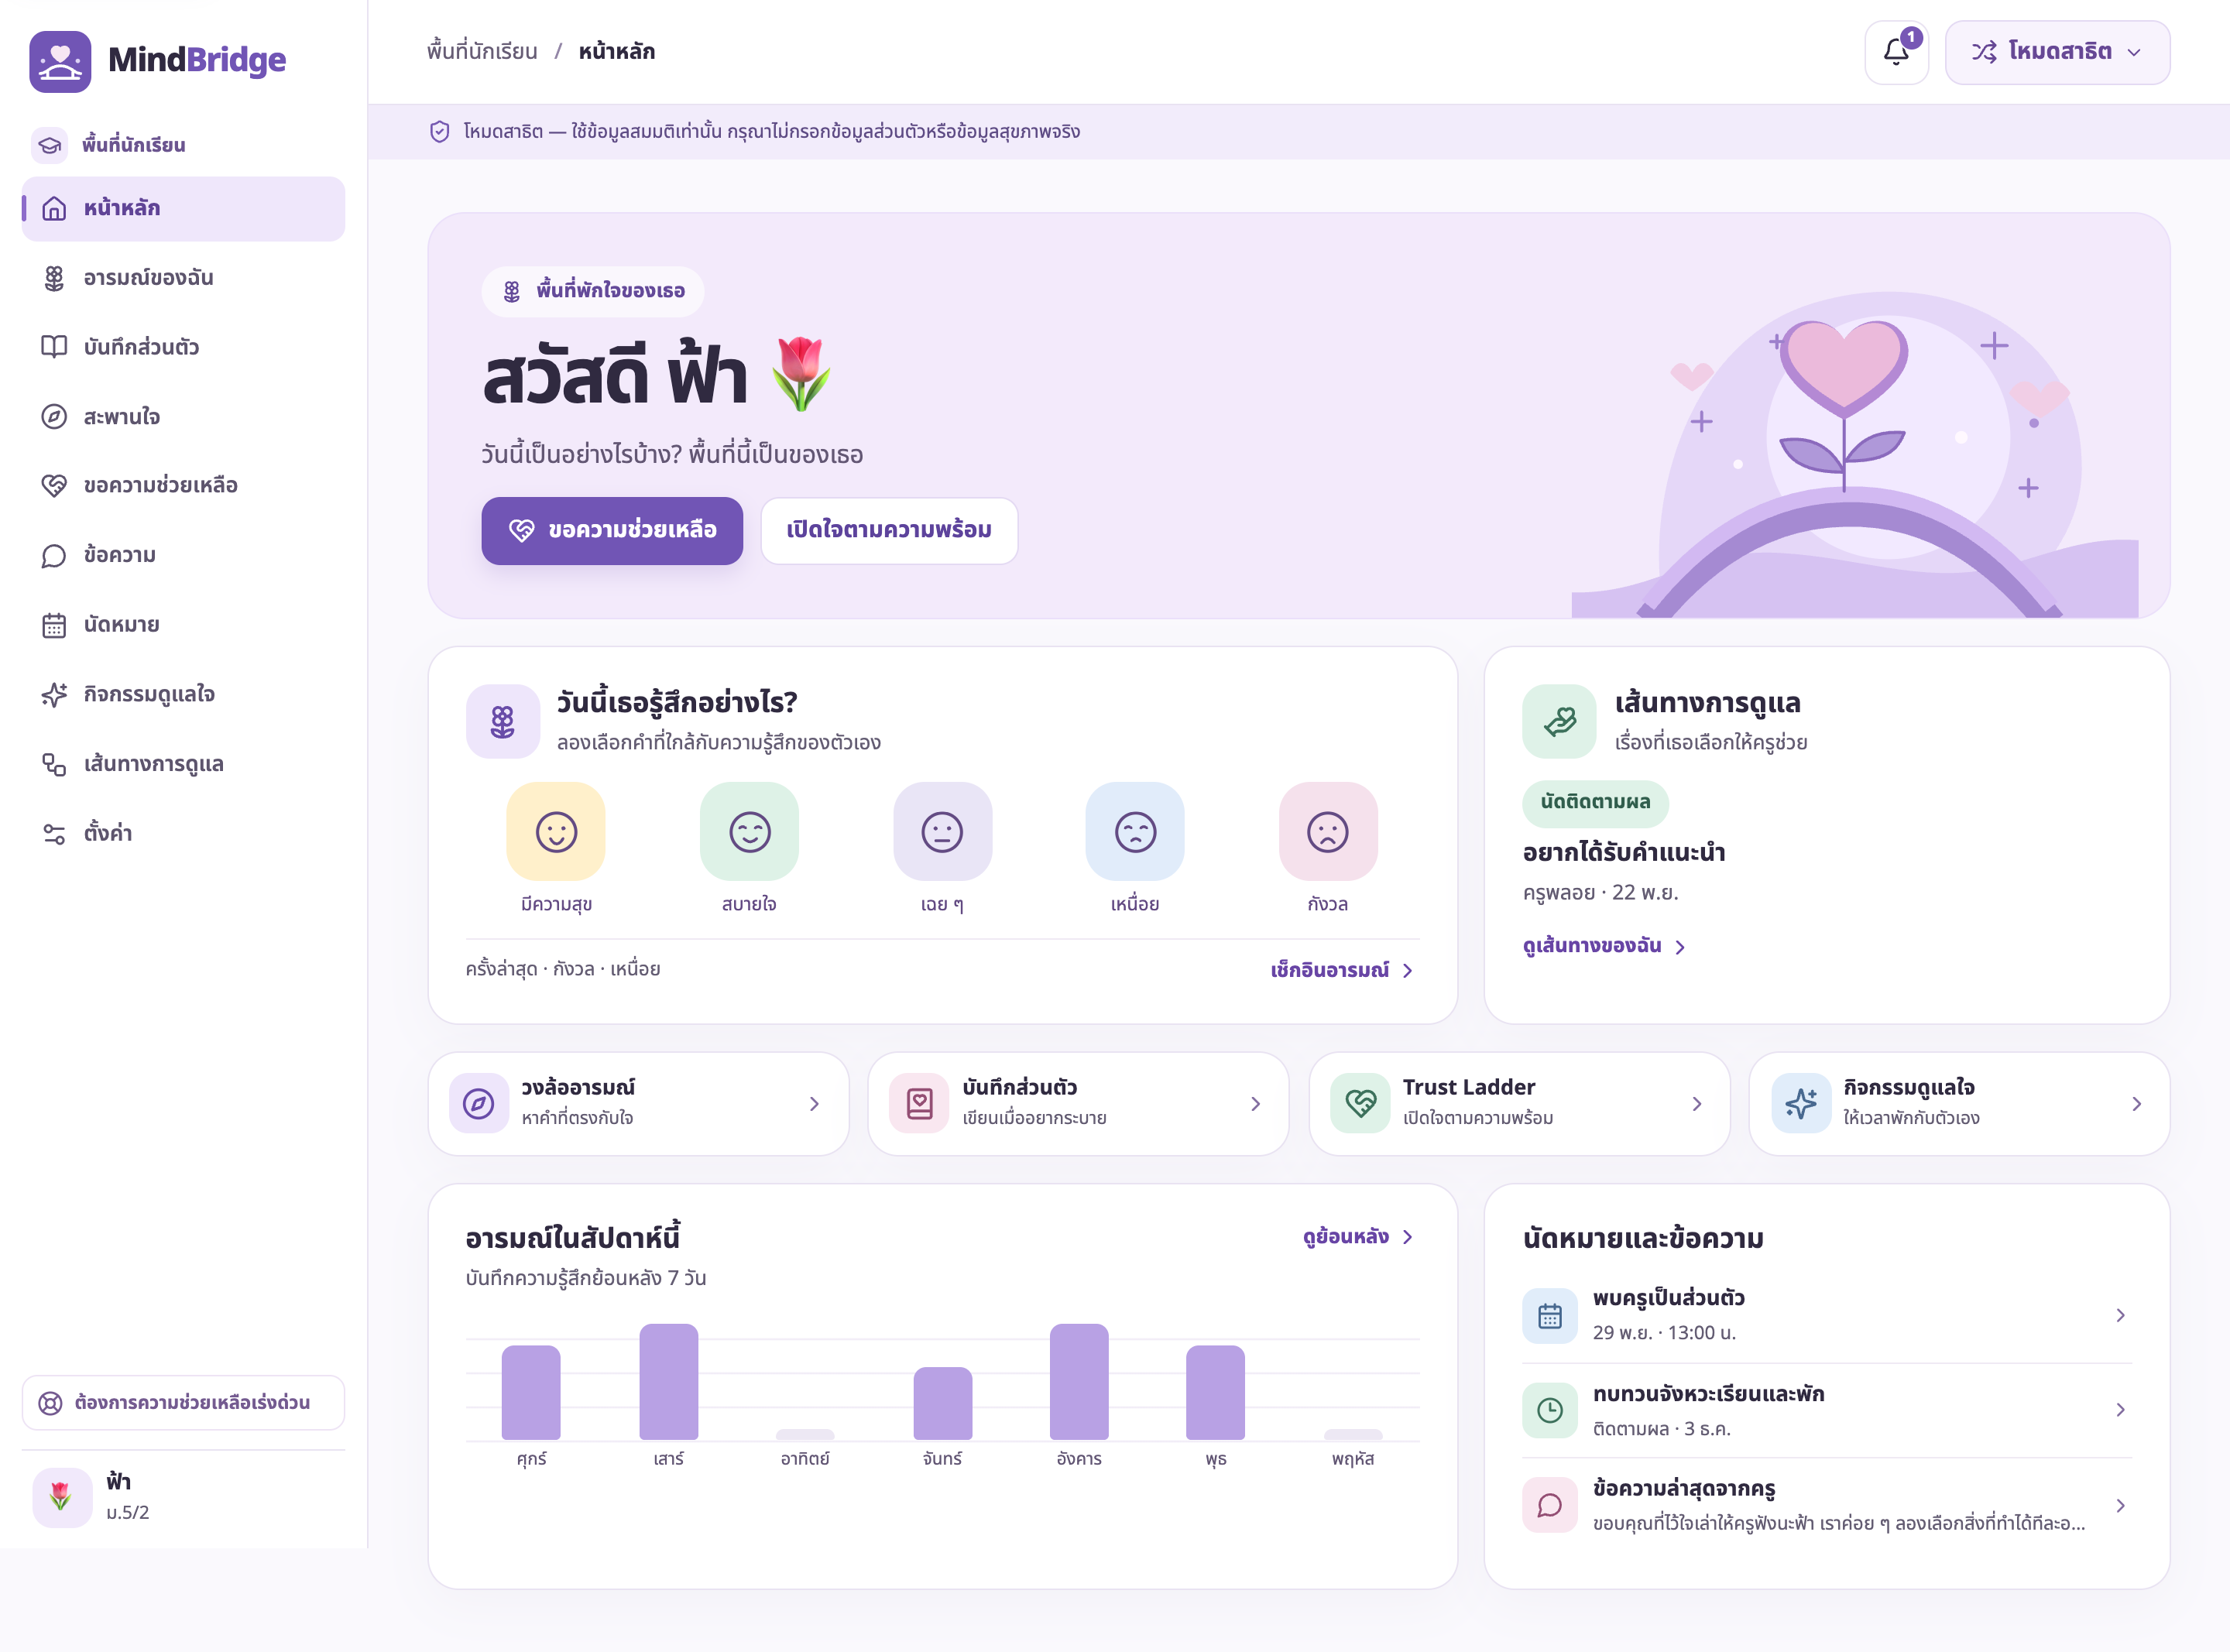 MindBridge
พื้นที่นักเรียน
หน้าหลัก
อารมณ์ของฉัน
บันทึกส่วนตัว
สะพานใจ
ขอความช่วยเหลือ
ข้อความ
นัดหมาย
กิจกรรมดูแลใจ
เส้นทางการดูแล
ตั้งค่า
ต้องการความช่วยเหลือเร่งด่วน
ฟ้า
ม.5/2
พื้นที่นักเรียน / หน้าหลัก
1
โหมดสาธิต
โหมดสาธิต — ใช้ข้อมูลสมมติเท่านั้น กรุณาไม่กรอกข้อมูลส่วนตัวหรือข้อมูลสุขภาพจริง
พื้นที่พักใจของเธอ
สวัสดี ฟ้า 🌷
วันนี้เป็นอย่างไรบ้าง? พื้นที่นี้เป็นของเธอ
ขอความช่วยเหลือ
เปิดใจตามความพร้อม
วันนี้เธอรู้สึกอย่างไร?
ลองเลือกคำที่ใกล้กับความรู้สึกของตัวเอง
มีความสุข
สบายใจ
เฉย ๆ
เหนื่อย
กังวล
ครั้งล่าสุด · กังวล · เหนื่อย
เช็กอินอารมณ์
เส้นทางการดูแล
เรื่องที่เธอเลือกให้ครูช่วย
นัดติดตามผล
อยากได้รับคำแนะนำ
ครูพลอย · 22 พ.ย.
ดูเส้นทางของฉัน
วงล้ออารมณ์
หาคำที่ตรงกับใจ
บันทึกส่วนตัว
เขียนเมื่ออยากระบาย
Trust Ladder
เปิดใจตามความพร้อม
กิจกรรมดูแลใจ
ให้เวลาพักกับตัวเอง
อารมณ์ในสัปดาห์นี้
บันทึกความรู้สึกย้อนหลัง 7 วัน
ดูย้อนหลัง
ศุกร์
เสาร์
อาทิตย์
จันทร์
อังคาร
พุธ
พฤหัส
นัดหมายและข้อความ
พบครูเป็นส่วนตัว
29 พ.ย. · 13:00 น.
ทบทวนจังหวะเรียนและพัก
ติดตามผล · 3 ธ.ค.
ข้อความล่าสุดจากครู
ขอบคุณที่ไว้ใจเล่าให้ครูฟังนะฟ้า เราค่อย ๆ ลองเลือกสิ่งที่ทำได้ทีละอ...